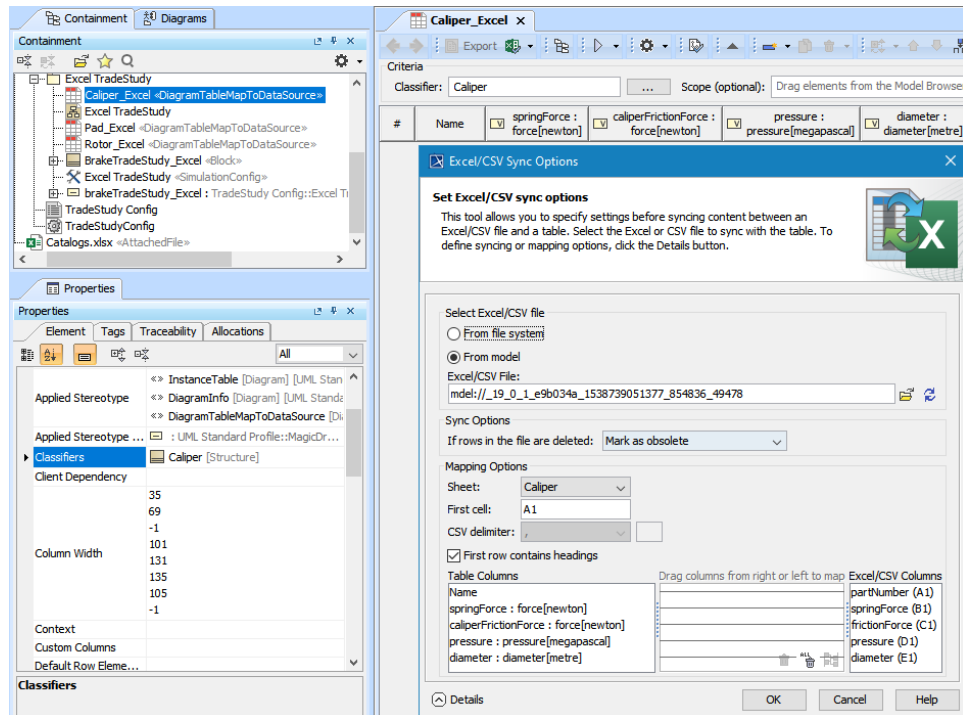 Containment
Diagrams
Containment
Excel TradeStudy
Caliper_Excel «DiagramTableMapToDataSource»
Excel TradeStudy
Pad_Excel «DiagramTableMapToDataSource»
Rotor_Excel «DiagramTableMapToDataSource»
BrakeTradeStudy_Excel «Block»
Excel TradeStudy «SimulationConfig»
brakeTradeStudy_Excel : TradeStudy Config::Excel Tr
TradeStudy Config
TradeStudyConfig
Catalogs.xlsx «AttachedFile»
Properties
Properties
Element Tags Traceability Allocations
All
Applied Stereotype
«» InstanceTable [Diagram] [UML Stan
«» DiagramInfo [Diagram] [UML Standa
«» DiagramTableMapToDataSource [Di
Applied Stereotype ... : UML Standard Profile::MagicDr...
Classifiers Caliper [Structure]
Client Dependency
Column Width
35
69
-1
101
131
135
105
-1
Context
Custom Columns
Default Row Eleme...
Classifiers
Caliper_Excel
Export
Criteria
Classifier: Caliper ... Scope (optional): Drag elements from the Model Browse
# Name springForce : force[newton] caliperFrictionForce : force[newton] pressure : pressure[megapascal] diameter : diameter[metre]
Excel/CSV Sync Options
Set Excel/CSV sync options
This tool allows you to specify settings before syncing content between an
Excel/CSV file and a table. Select the Excel or CSV file to sync with the table. To
define syncing or mapping options, click the Details button.
Select Excel/CSV file
From file system
From model
Excel/CSV File:
mdel://_19_0_1_e9b034a_1538739051377_854836_49478
Sync Options
If rows in the file are deleted: Mark as obsolete
Mapping Options
Sheet: Caliper
First cell: A1
CSV delimiter: ,
First row contains headings
Table Columns Drag columns from right or left to map Excel/CSV Columns
Name partNumber (A1)
springForce : force[newton] springForce (B1)
caliperFrictionForce : force[newton] frictionForce (C1)
pressure : pressure[megapascal] pressure (D1)
diameter : diameter[metre] ALL diameter (E1)
Details OK Cancel Help